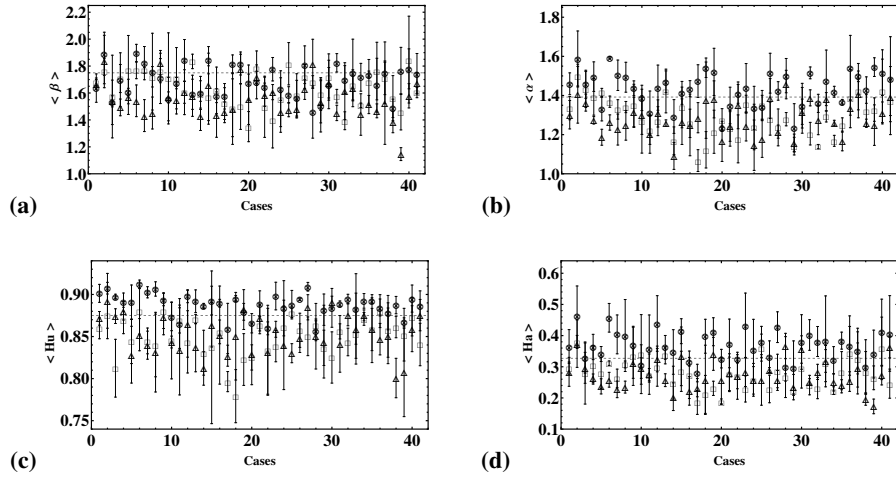 2.2
2.0
1.8
1.6
1.4
1.2
1.0
< β >
0 10 20 30 40
Cases
(a)
1.8
1.6
1.4
1.2
1.0
< α >
0 10 20 30 40
Cases
(b)
0.90
0.85
0.80
0.75
< Hu >
0 10 20 30 40
Cases
(c)
0.6
0.5
0.4
0.3
0.2
0.1
< Ha >
0 10 20 30 40
Cases
(d)